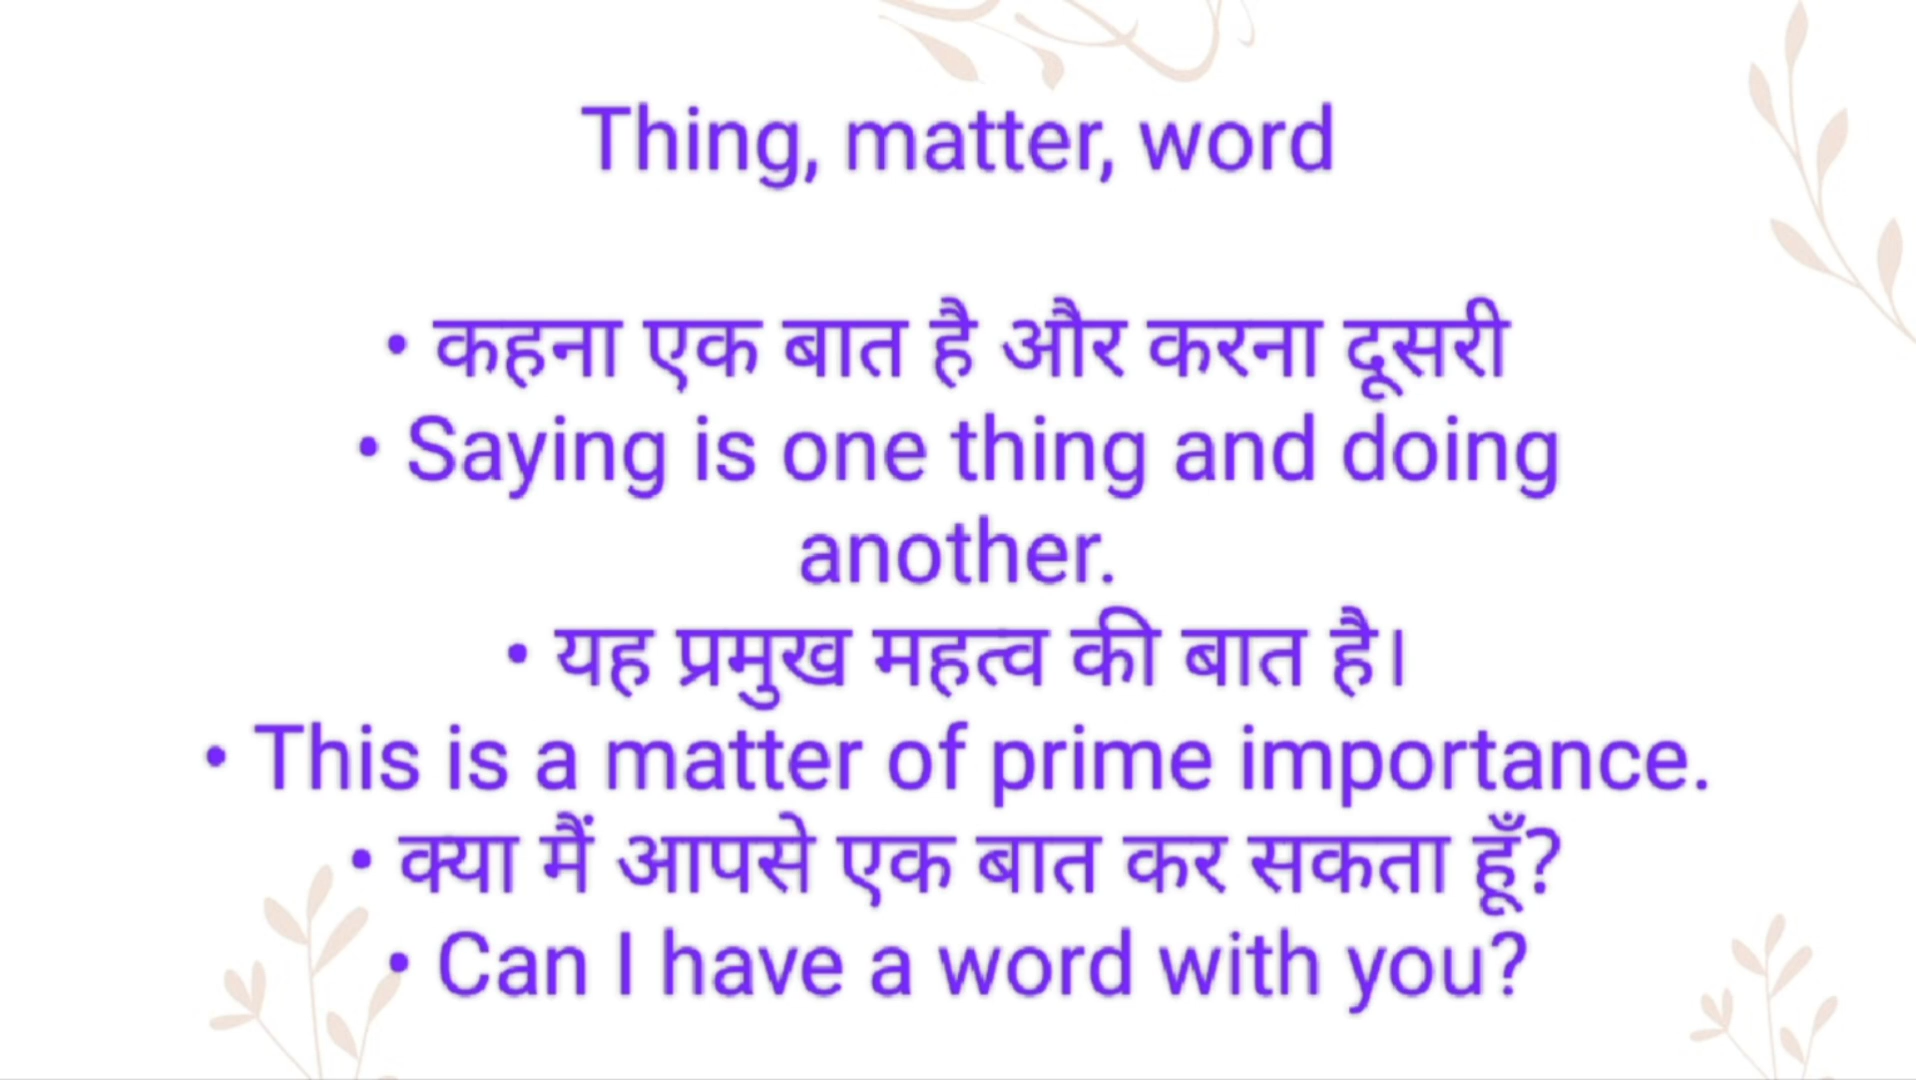 Thing, matter, word
• कहना एक बात है और करना दूसरी
• Saying is one thing and doing
another.
• यह प्रमुख महत्व की बात है।
• This is a matter of prime importance.
• क्या मैं आपसे एक बात कर सकता हूँ?
• Can I have a word with you?